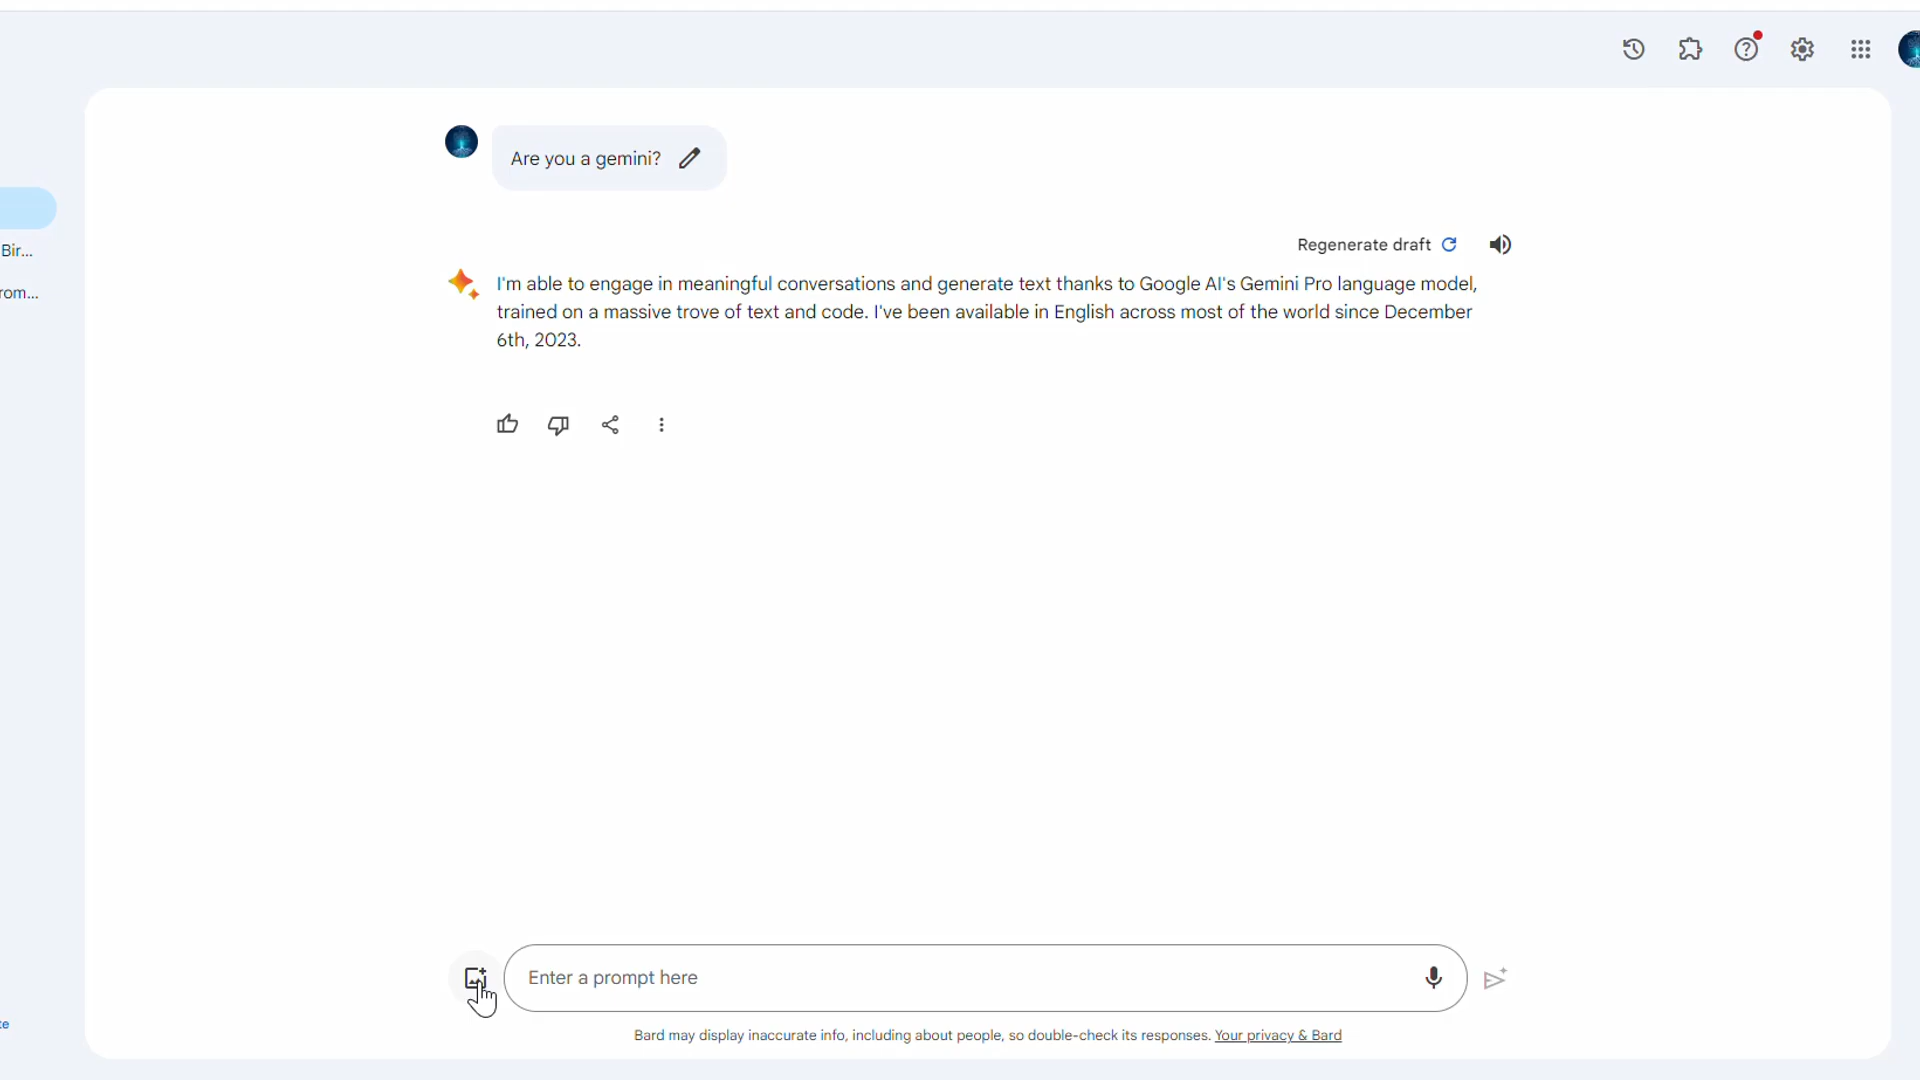 Are you a gemini?
Bir...
rom...
Regenerate draft
I'm able to engage in meaningful conversations and generate text thanks to Google AI's Gemini Pro language model,
trained on a massive trove of text and code. I've been available in English across most of the world since December
6th, 2023.
Enter a prompt here
te
Bard may display inaccurate info, including about people, so double-check its responses. Your privacy & Bard